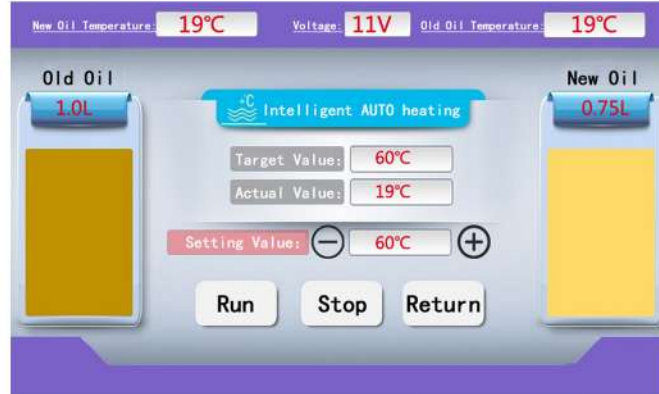 New Oil Temperature: 19℃ Voltage: 11V Old Oil Temperature: 19℃
Old Oil
1.0L
New Oil
0.75L
℃ Intelligent AUTO heating
Target Value: 60℃
Actual Value: 19℃
Setting Value: 60℃
Run Stop Return